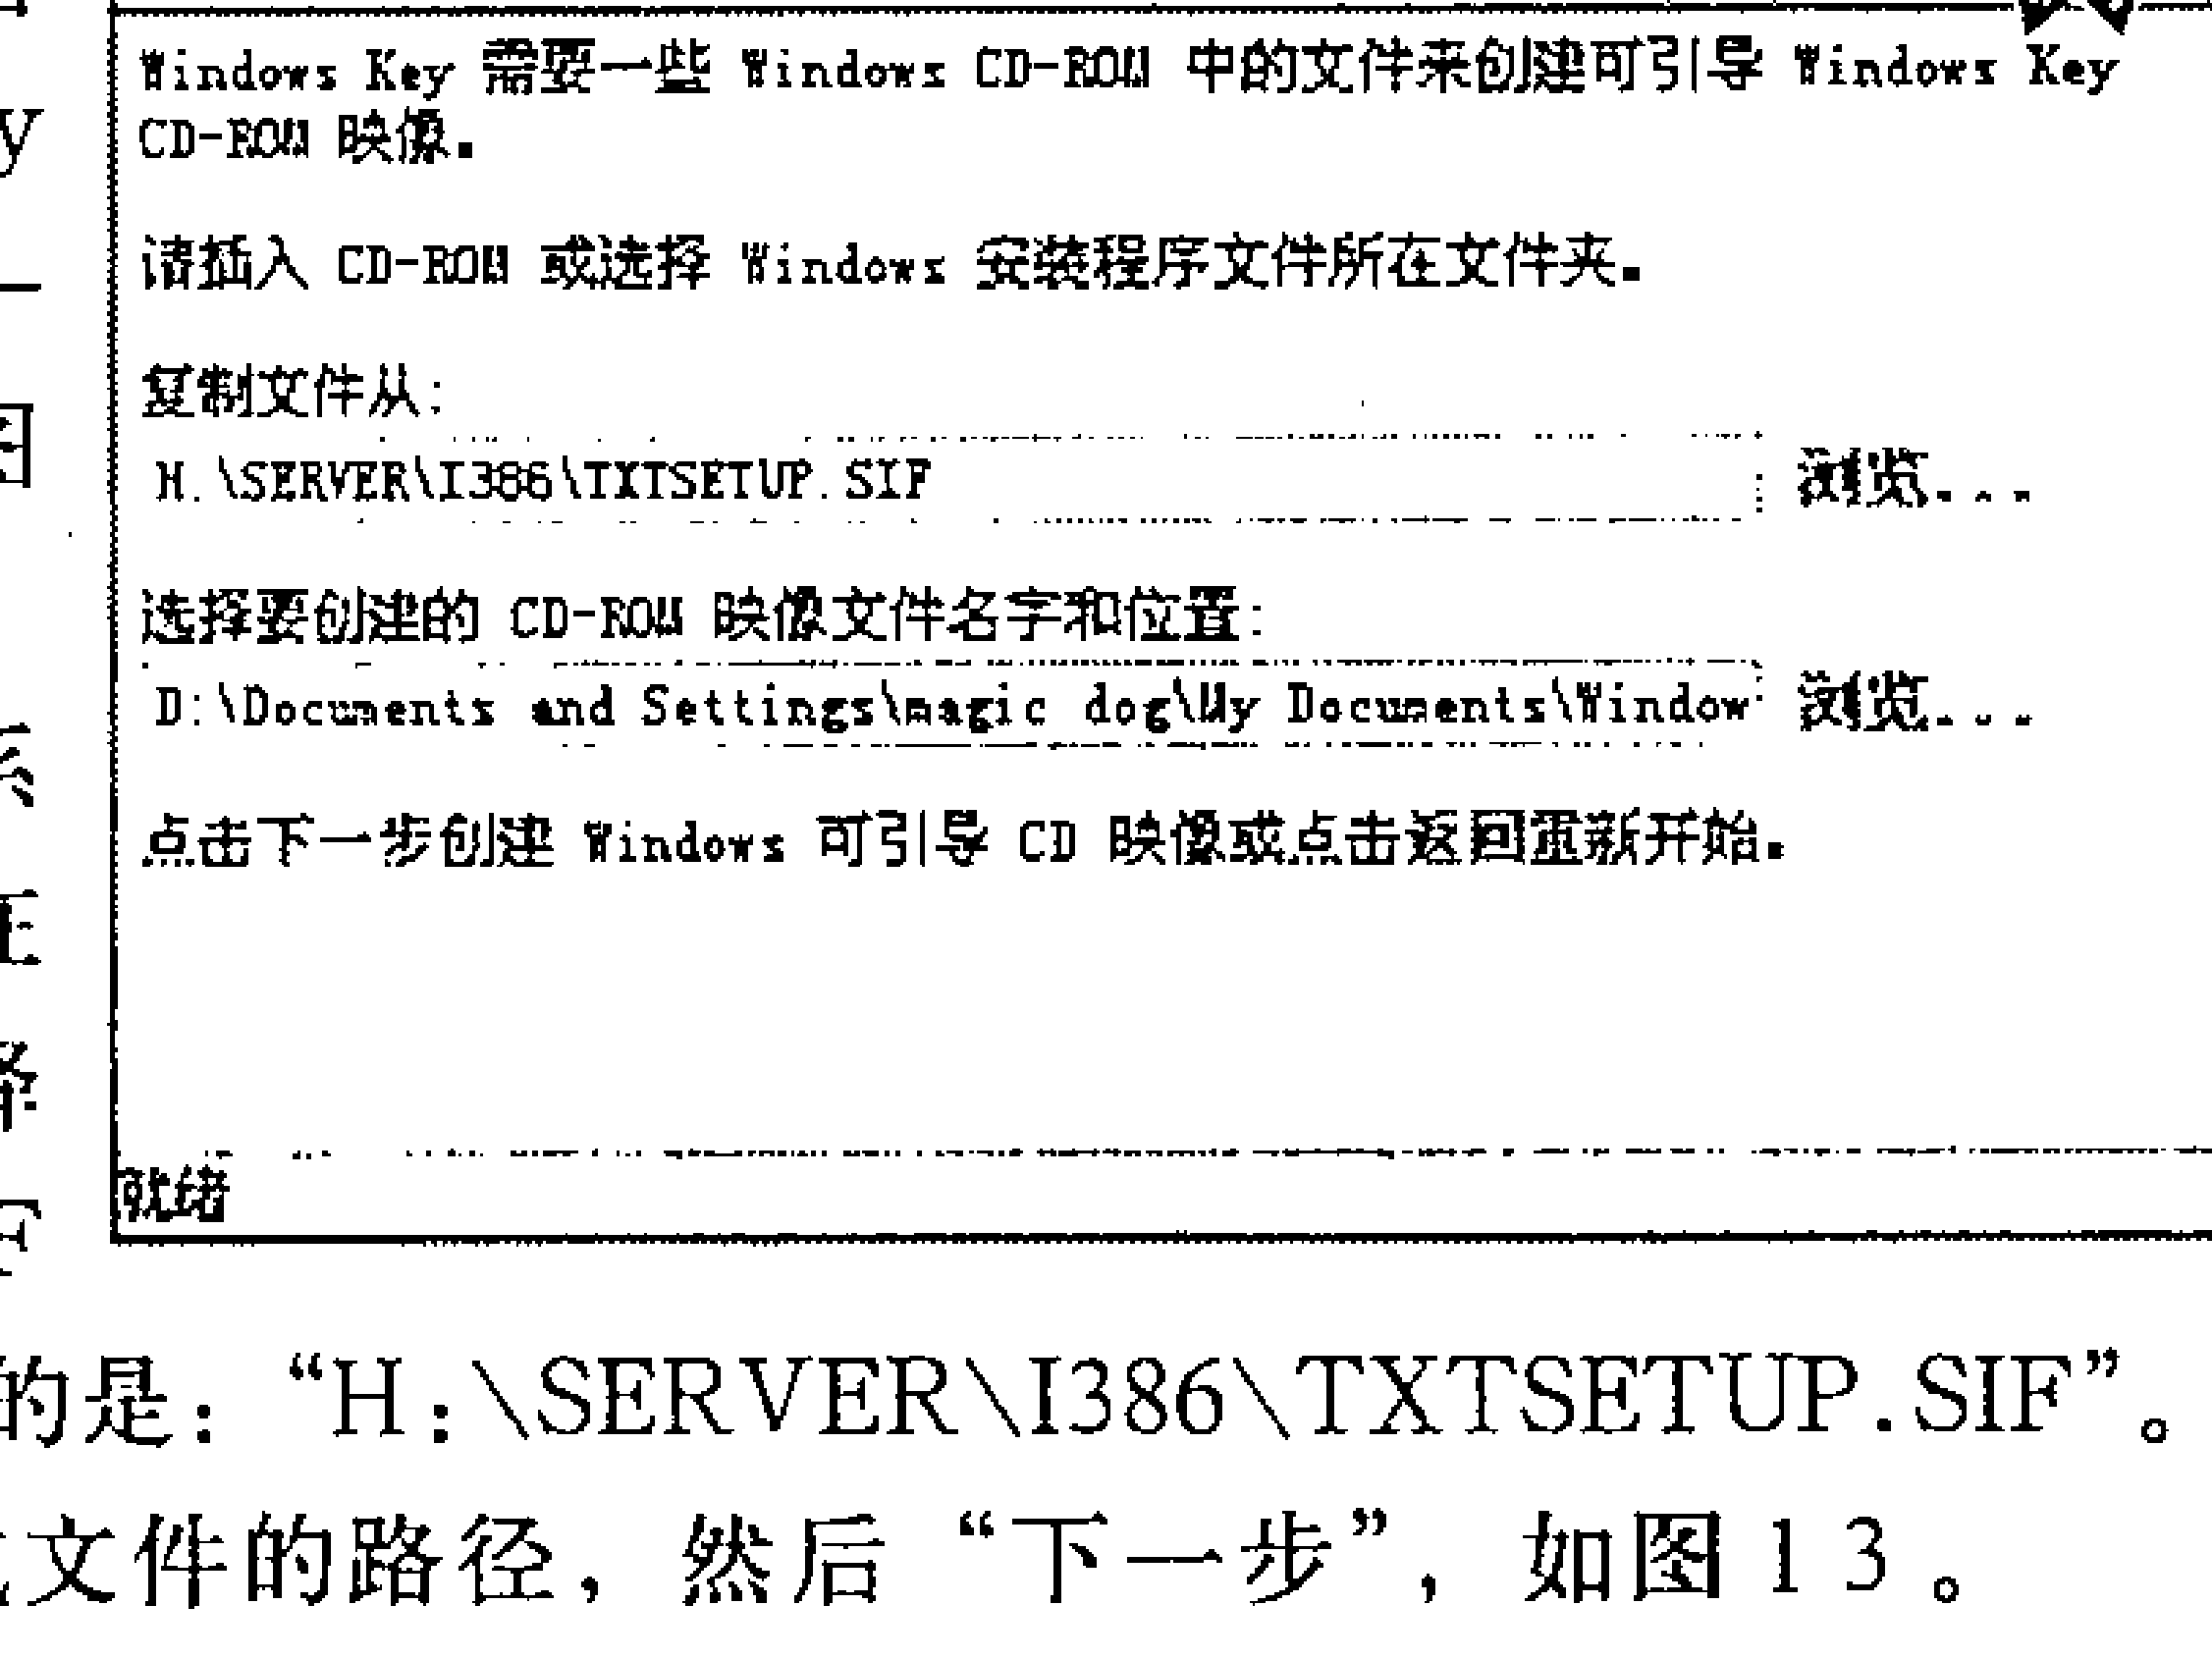 Windows Key 需要一些 Windows CD-ROM 中的文件来创建可引导 Windows Key
CD-ROM 映像。
请插入 CD-ROM 或选择 Windows 安装程序文件所在文件夹。
复制文件从:
H:\SERVER\I386\TXTSETUP.SIF 浏览...
选择要创建的 CD-ROM 映像文件名字和位置:
D:\Documents and Settings\magic dog\My Documents\Window 浏览...
点击下一步创建 Windows 可引导 CD 映像或点击返回重新开始。
就绪
的是：“H：\SERVER\I386\TXTSETUP.SIF”。
文件的路径，然后“下一步”，如图13。